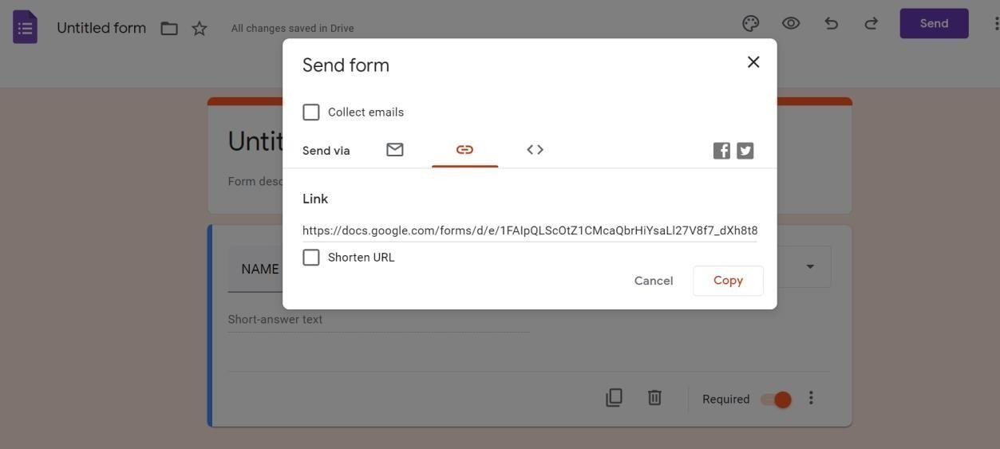 Untitled form
All changes saved in Drive
Send
Send form
Collect emails
Send via
Link
https://docs.google.com/forms/d/e/1FAIpQLScOtZ1CMcaQbrHiYsaLl27V8f7_dXh8t8
Shorten URL
Cancel
Copy
Untit
Form desc
NAME
Short-answer text
Required